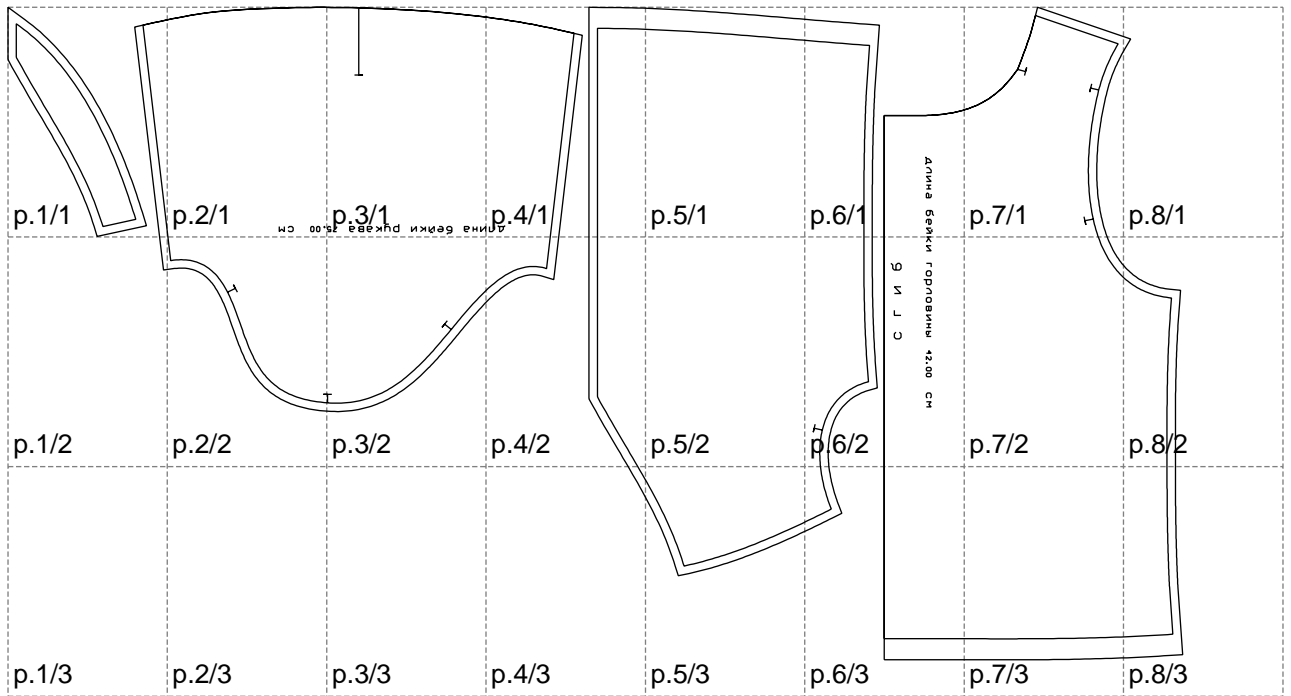 p.1/1 p.2/1 p.3/1 p.4/1 p.5/1 p.6/1 p.7/1 p.8/1
длина бейки рукава 25.00 см
длина бейки горловины 42.00 см
сгиб
p.1/2 p.2/2 p.3/2 p.4/2 p.5/2 p.6/2 p.7/2 p.8/2
p.1/3 p.2/3 p.3/3 p.4/3 p.5/3 p.6/3 p.7/3 p.8/3